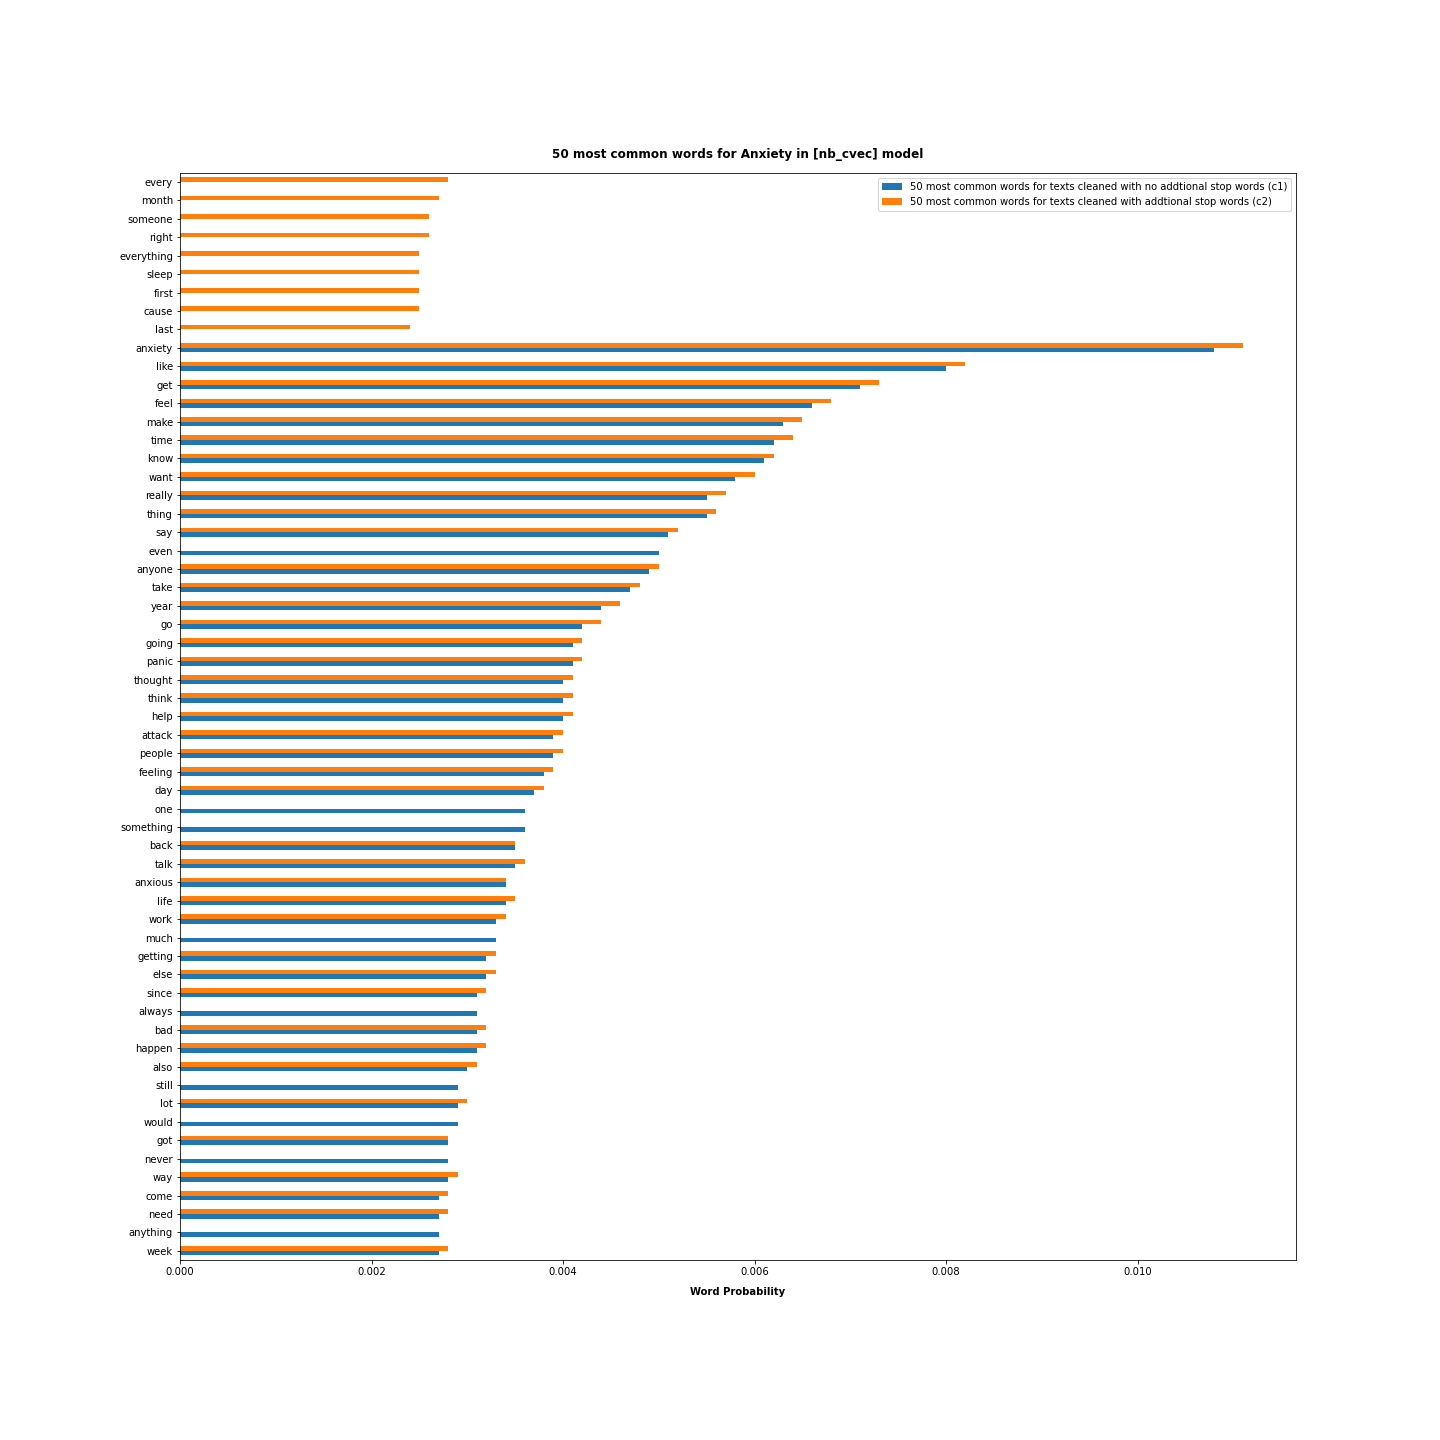 50 most common words for Anxiety in [nb_cvec] model
50 most common words for texts cleaned with no addtional stop words (c1)
50 most common words for texts cleaned with addtional stop words (c2)
every
month
someone
right
everything
sleep
first
cause
last
anxiety
like
get
feel
make
time
know
want
really
thing
say
even
anyone
take
year
go
going
panic
thought
think
help
attack
people
feeling
day
one
something
back
talk
anxious
life
work
much
getting
else
since
always
bad
happen
also
still
lot
would
got
never
way
come
need
anything
week
0.000 0.002 0.004 0.006 0.008 0.010
Word Probability